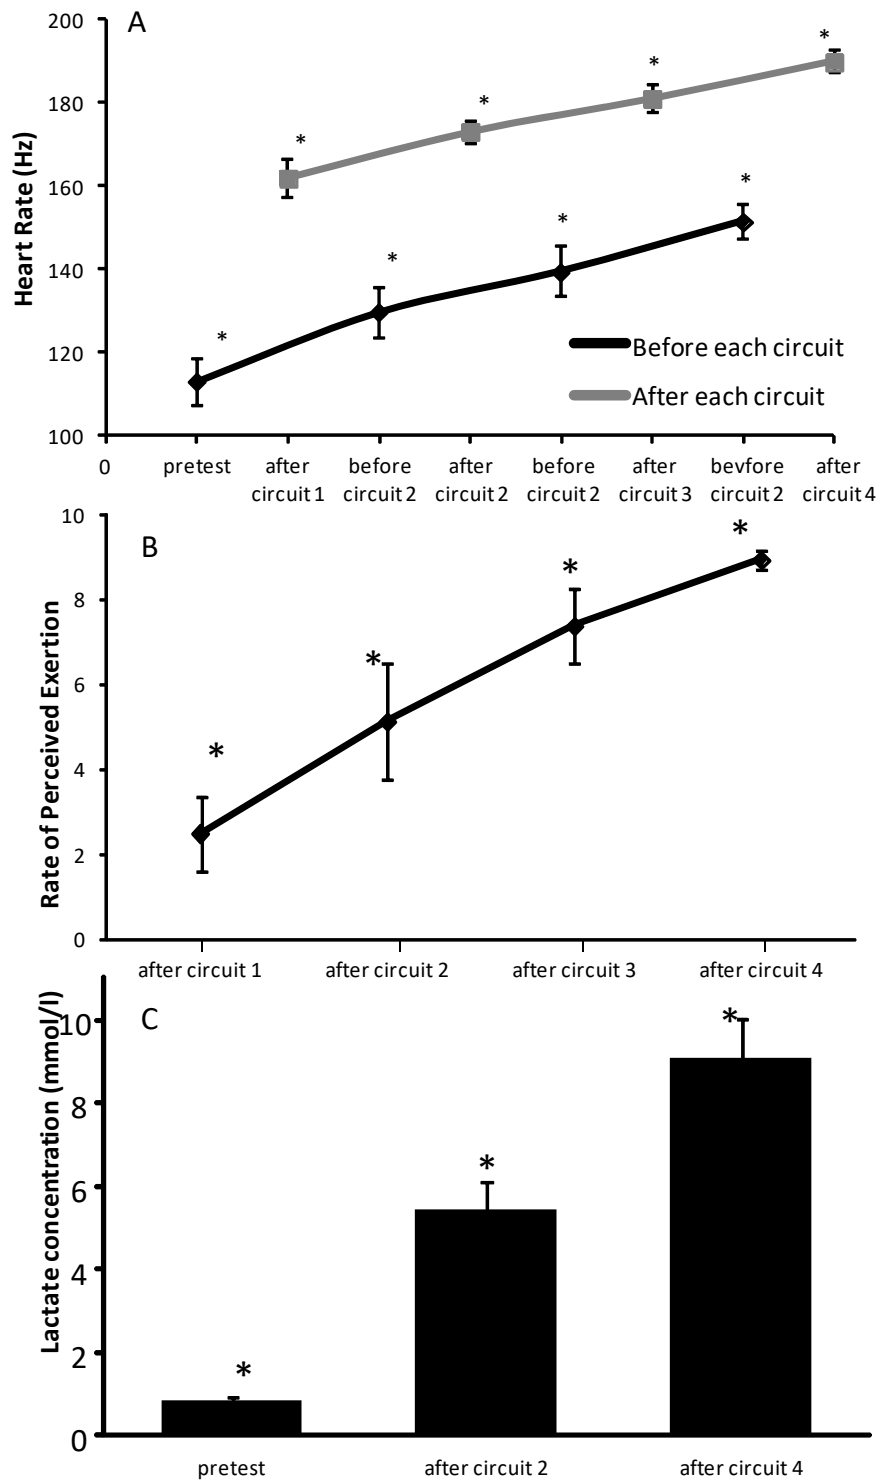 A
Heart Rate (Hz)
200
180
160
140
120
100
*
*
*
*
*
*
*
*
Before each circuit
After each circuit
0
pretest
after
circuit 1
before
circuit 2
after
circuit 2
before
circuit 2
after
circuit 3
bevfore
circuit 2
after
circuit 4
B
Rate of Perceived Exertion
10
8
6
4
2
0
*
*
*
*
after circuit 1
after circuit 2
after circuit 3
after circuit 4
C
Lactate concentration (mmol/l)
10
8
6
4
2
0
*
*
*
pretest
after circuit 2
after circuit 4